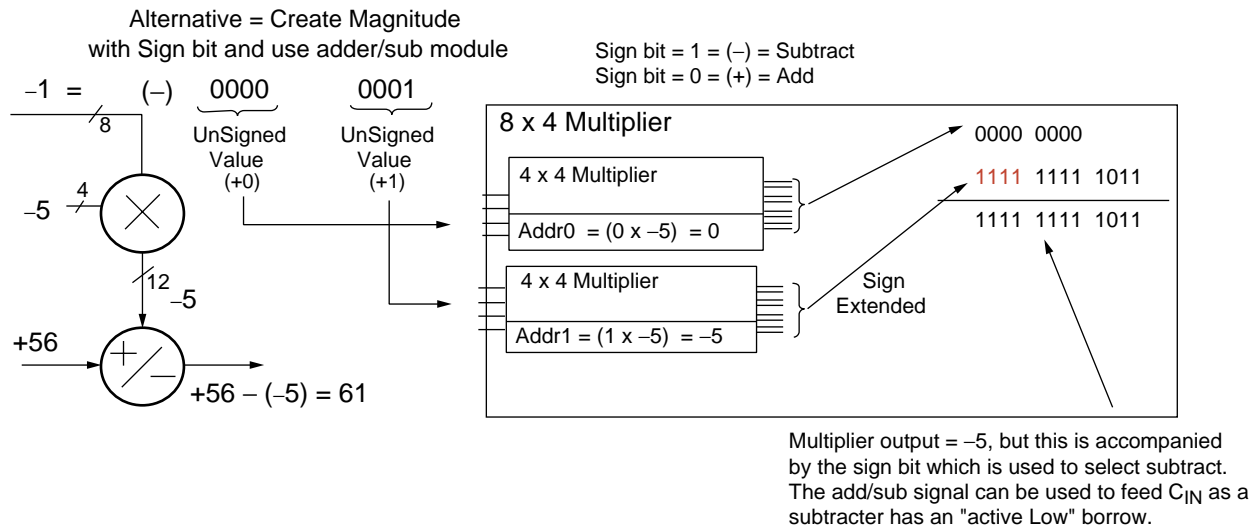 Alternative = Create Magnitude
with Sign bit and use adder/sub module
Sign bit = 1 = (−) = Subtract
Sign bit = 0 = (+) = Add
−1 = (−) 0000 0001
8
UnSigned
Value
(+0)
UnSigned
Value
(+1)
−5
4
12
−5
+56
+
−
+56 − (−5) = 61
8 x 4 Multiplier
4 x 4 Multiplier
Addr0 = (0 x −5) = 0
4 x 4 Multiplier
Addr1 = (1 x −5) = −5
Sign
Extended
0000 0000
1111 1111 1011
1111 1111 1011
Multiplier output = −5, but this is accompanied
by the sign bit which is used to select subtract.
The add/sub signal can be used to feed CIN as a
subtracter has an "active Low" borrow.